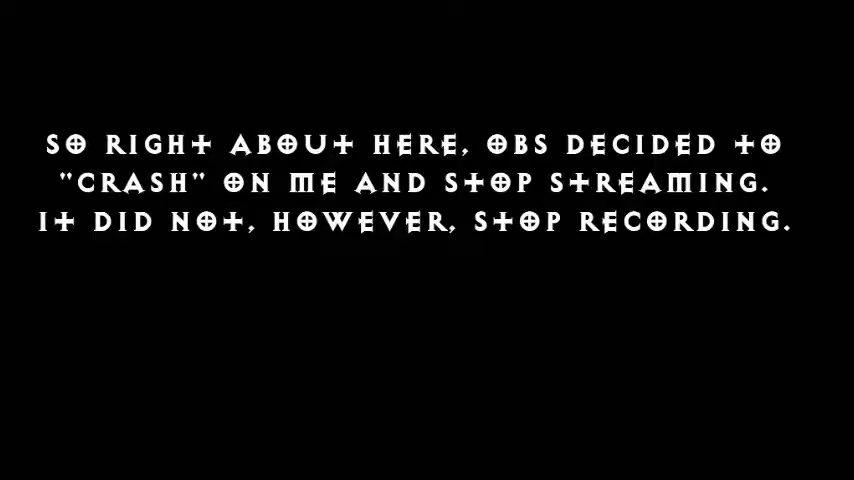 SO RIGHT ABOUT HERE, OBS DECIDED TO
"CRASH" ON ME AND STOP STREAMING.
IT DID NOT, HOWEVER, STOP RECORDING.